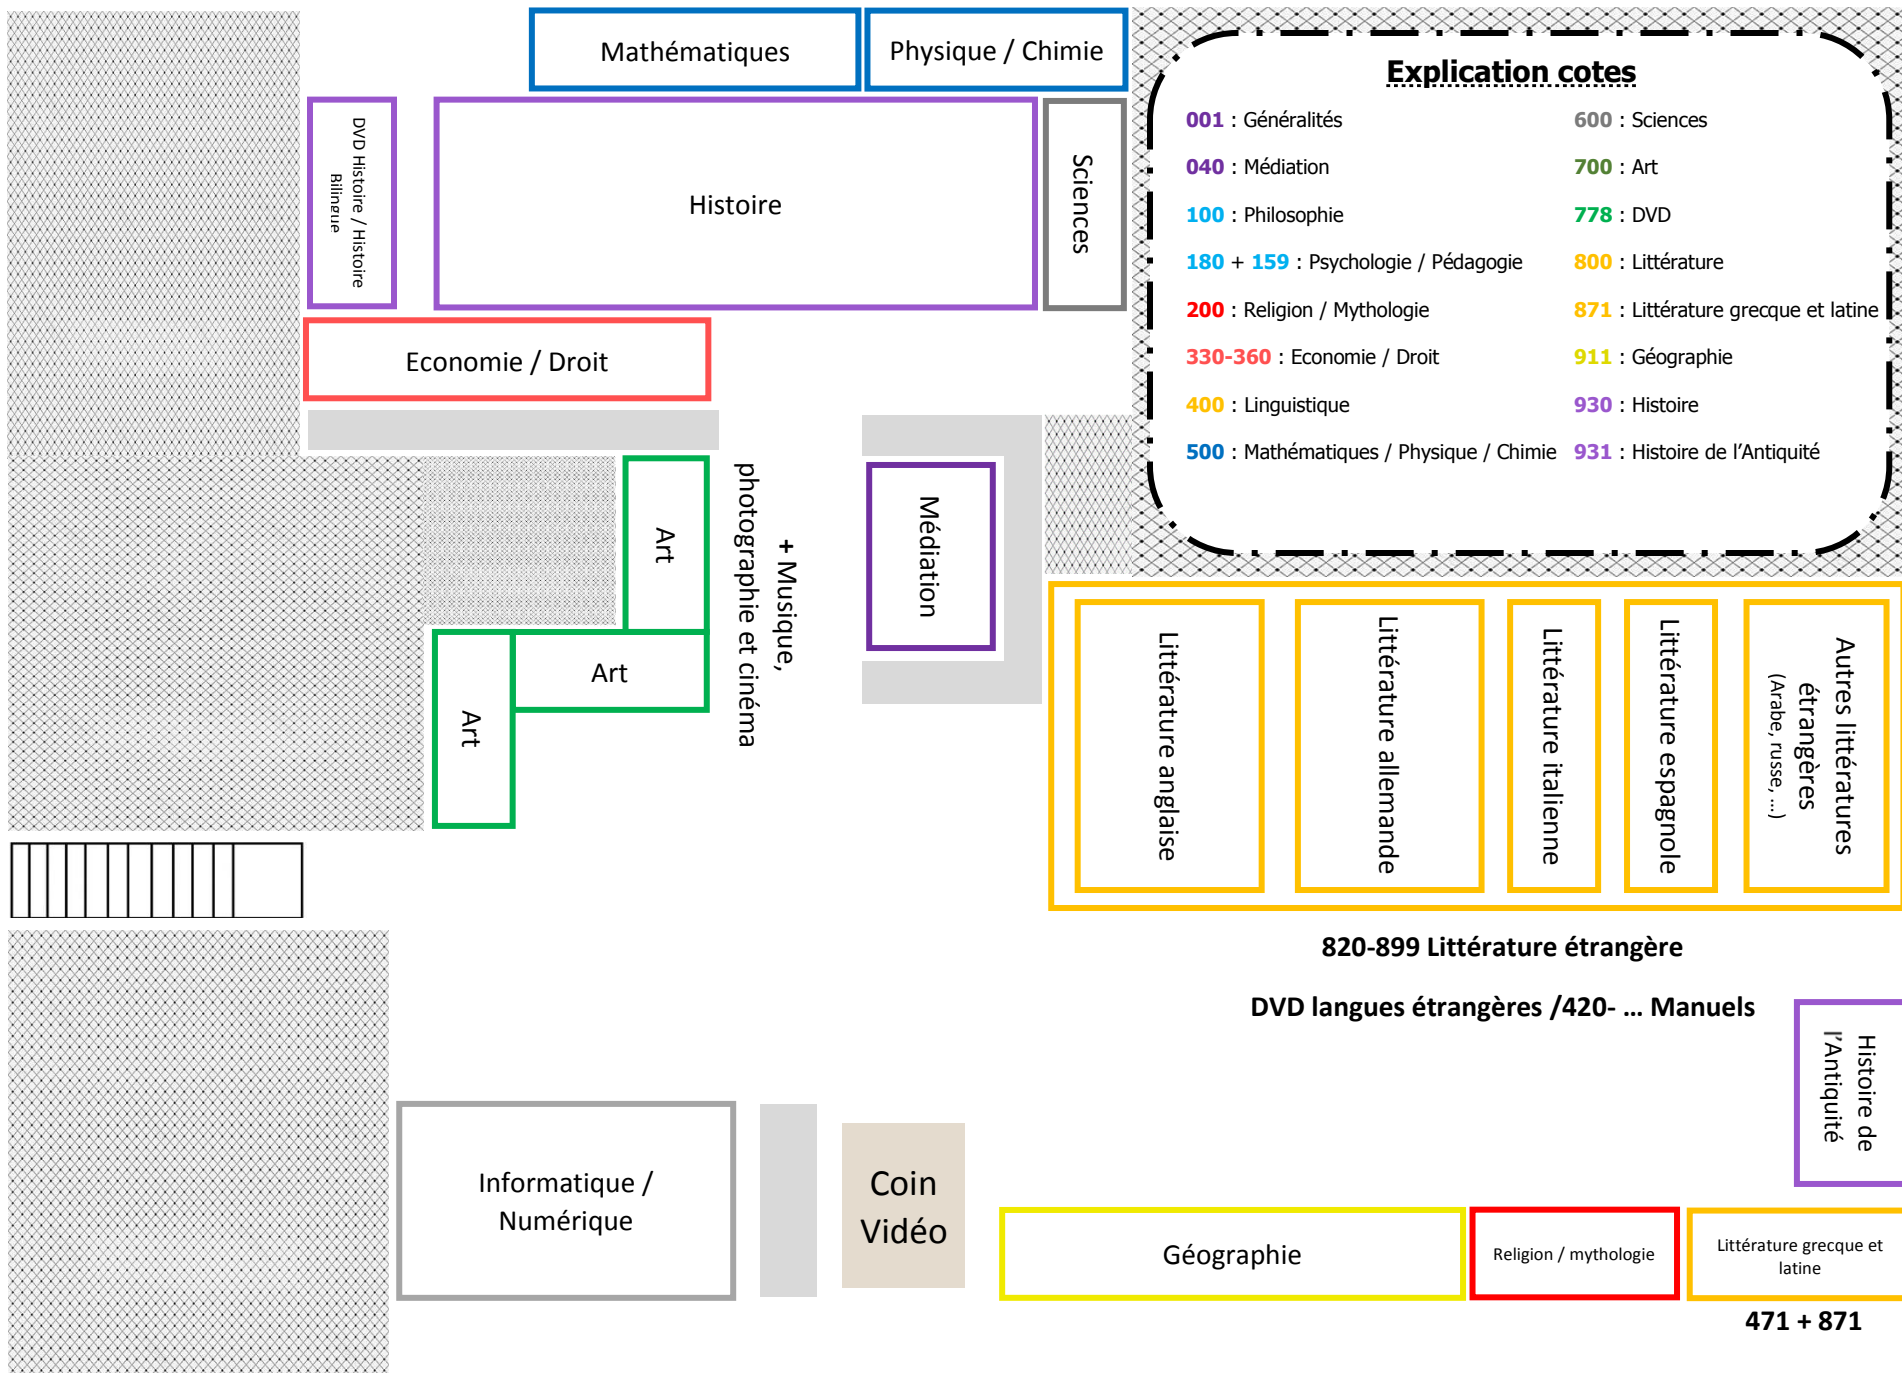 Mathématiques
Physique / Chimie
DVD Histoire / Histoire
Bilingue
Histoire
Sciences
Explication cotes
001 : Généralités
040 : Médiation
100 : Philosophie
180 + 159 : Psychologie / Pédagogie
200 : Religion / Mythologie
330-360 : Economie / Droit
400 : Linguistique
500 : Mathématiques / Physique / Chimie
600 : Sciences
700 : Art
778 : DVD
800 : Littérature
871 : Littérature grecque et latine
911 : Géographie
930 : Histoire
931 : Histoire de l'Antiquité
Economie / Droit
Art
Art
Art
+ Musique,
photographie et cinéma
Médiation
Littérature anglaise
Littérature allemande
Littérature italienne
Littérature espagnole
Autres littératures
étrangères
(Arabe, russe, ...)
820-899 Littérature étrangère
DVD langues étrangères /420- ... Manuels
Histoire de
l'Antiquité
Informatique /
Numérique
Coin
Vidéo
Géographie
Religion / mythologie
Littérature grecque et
latine
471 + 871